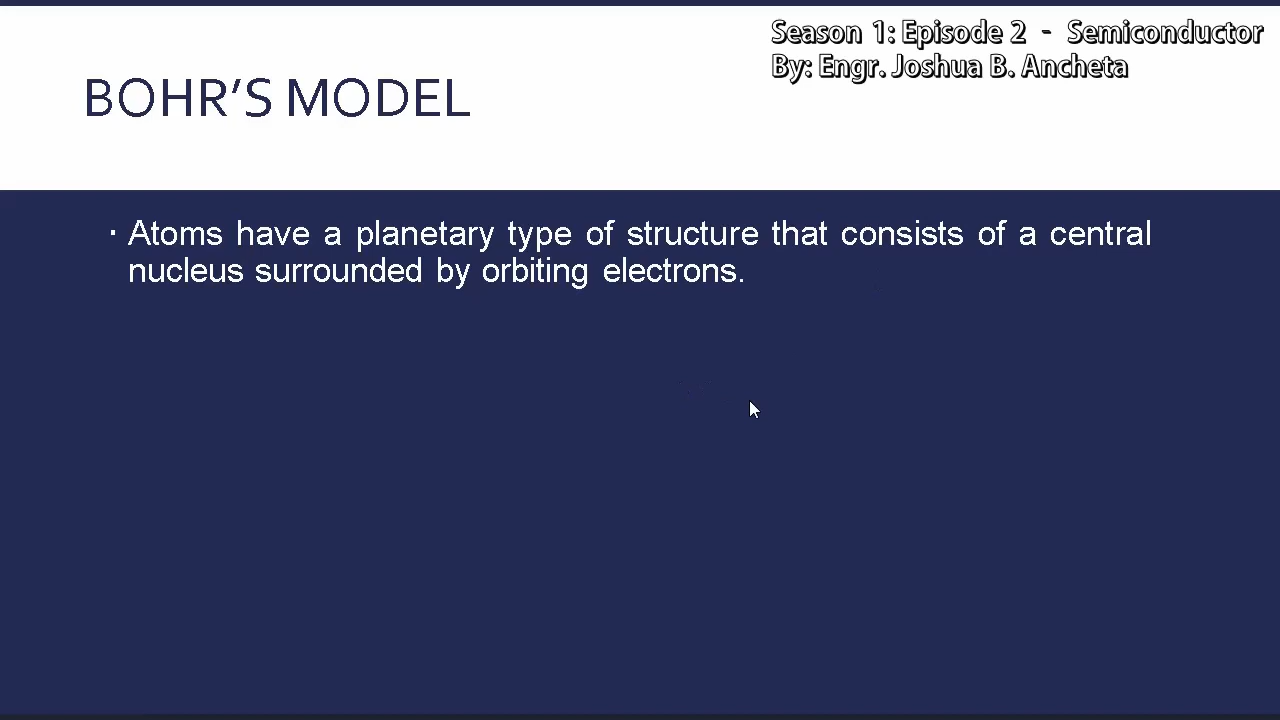 Season 1: Episode 2 - Semiconductor
By: Engr. Joshua B. Ancheta
BOHR’S MODEL
· Atoms have a planetary type of structure that consists of a central
nucleus surrounded by orbiting electrons.